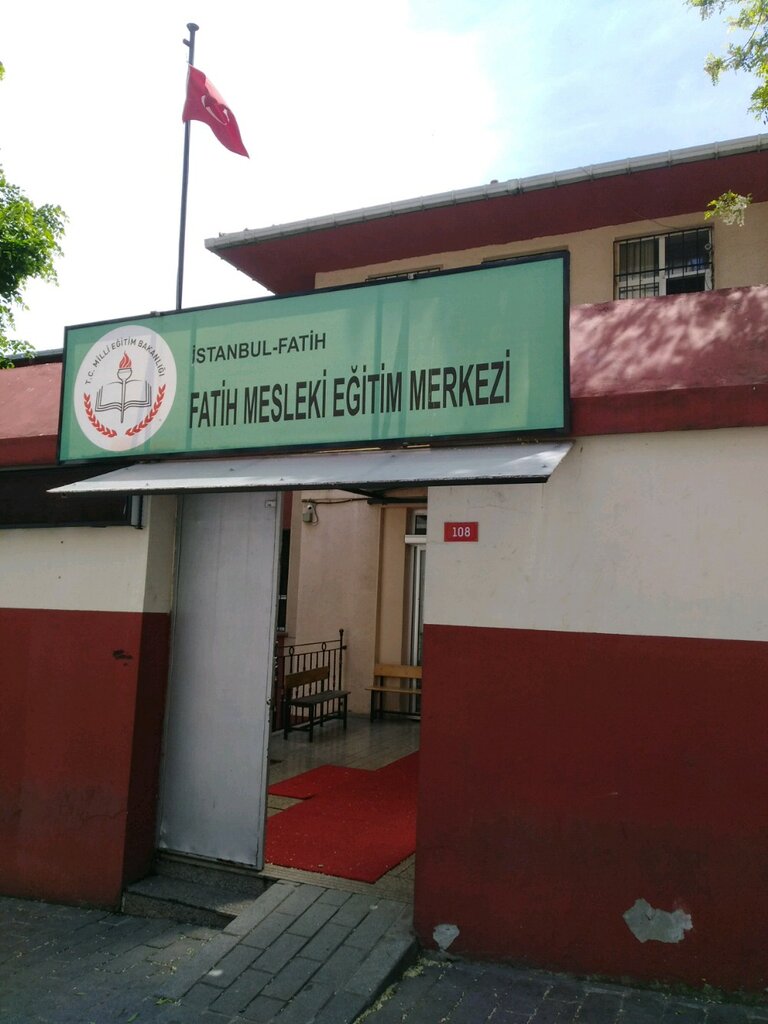 T.C. MİLLİ EĞİTİM BAKANLIĞI
İSTANBUL-FATİH
FATİH MESLEKİ EĞİTİM MERKEZİ
108